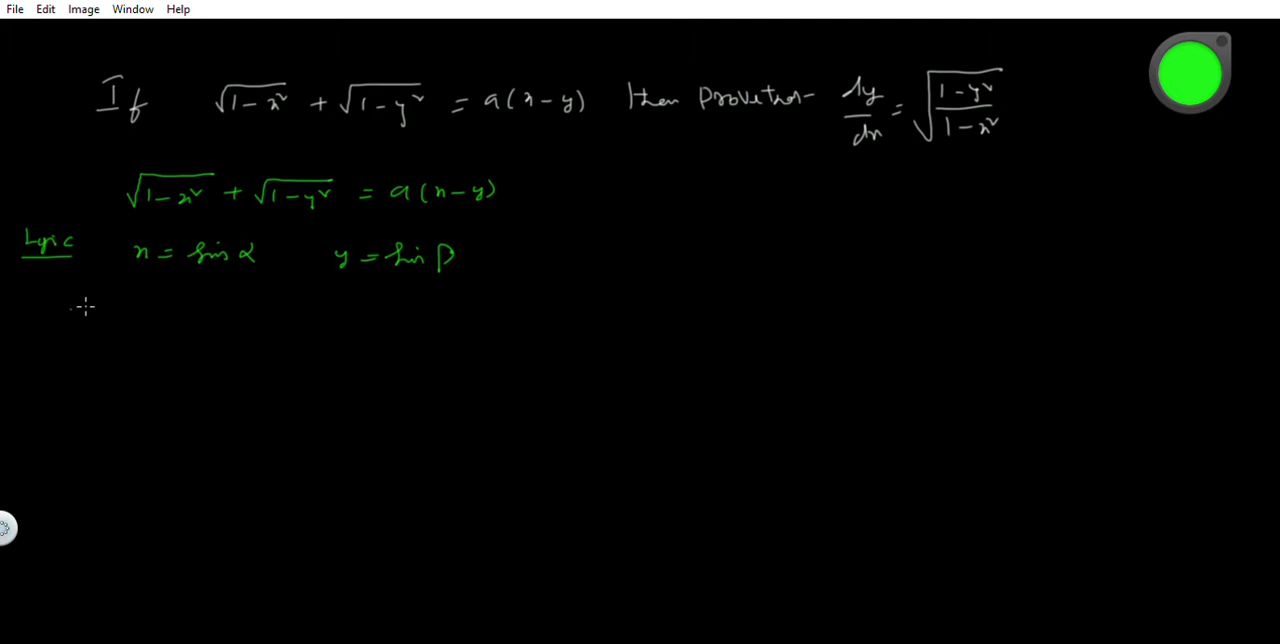 File Edit Image Window Help
If √(1-x²) + √(1-y²) = a(x-y) then prove that dy/dx = √((1-y²)/(1-x²))
√(1-x²) + √(1-y²) = a(x-y)
Logic x = sin α y = sin β